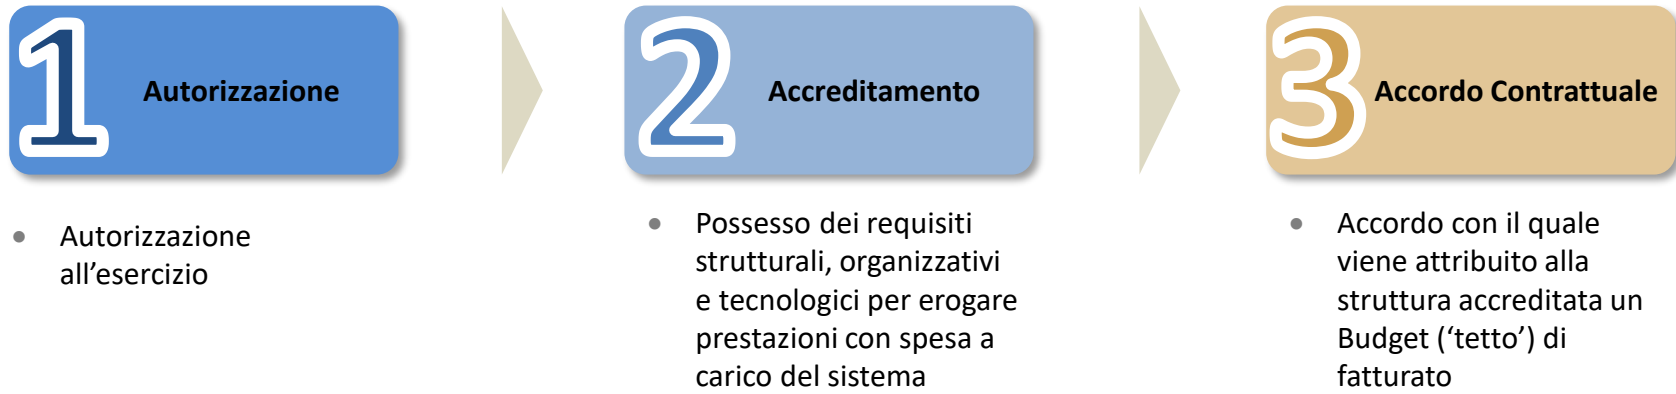 1
Autorizzazione
• Autorizzazione
all’esercizio
2
Accreditamento
• Possesso dei requisiti
strutturali, organizzativi
e tecnologici per erogare
prestazioni con spesa a
carico del sistema
3
Accordo Contrattuale
• Accordo con il quale
viene attribuito alla
struttura accreditata un
Budget (‘tetto’) di
fatturato